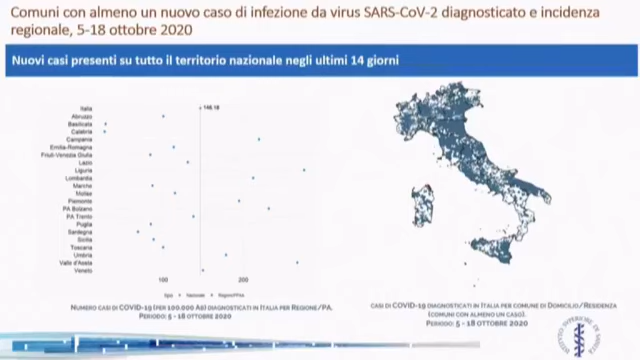 Comuni con almeno un nuovo caso di infezione da virus SARS-CoV-2 diagnosticato e incidenza
regionale, 5-18 ottobre 2020
Nuovi casi presenti su tutto il territorio nazionale negli ultimi 14 giorni
Italia
Abruzzo
Basilicata
Calabria
Campania
Emilia-Romagna
Friuli-Venezia Giulia
Lazio
Liguria
Lombardia
Marche
Molise
Piemonte
PA Bolzano
PA Trento
Puglia
Sardegna
Sicilia
Toscana
Umbria
Valle d'Aosta
Veneto
146.18
100
200
Nazionale
Regione/PA
Numero casi di COVID-19 (per 100.000 ab) diagnosticati in Italia per Regione/PA.
Periodo: 5 - 18 ottobre 2020
casi di COVID-19 diagnosticati in Italia per comune di Domicilio/Residenza
(comuni con almeno un caso).
Periodo: 5 - 18 ottobre 2020